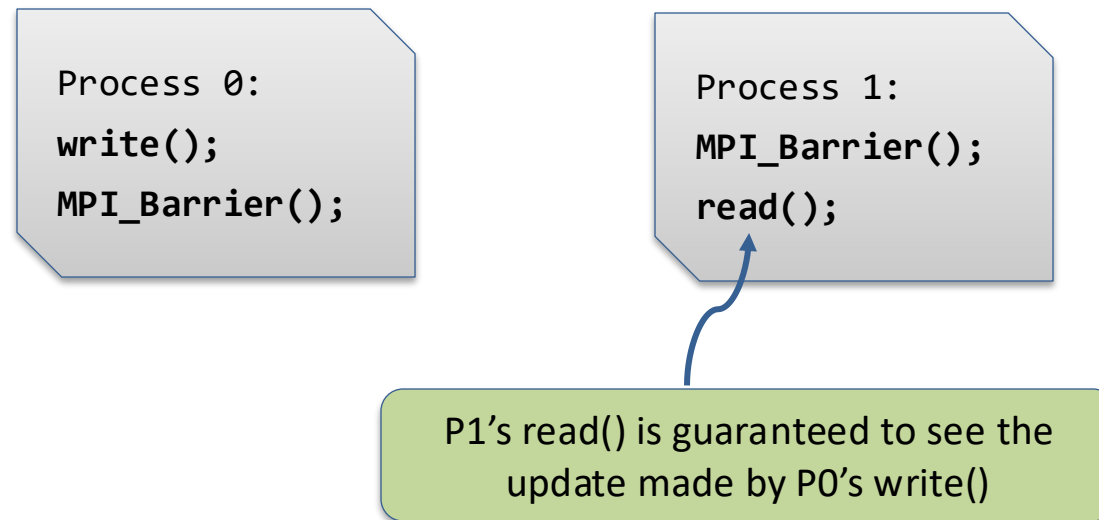 Process 0:
write();
MPI_Barrier();
Process 1:
MPI_Barrier();
read();
P1’s read() is guaranteed to see the
update made by P0’s write()